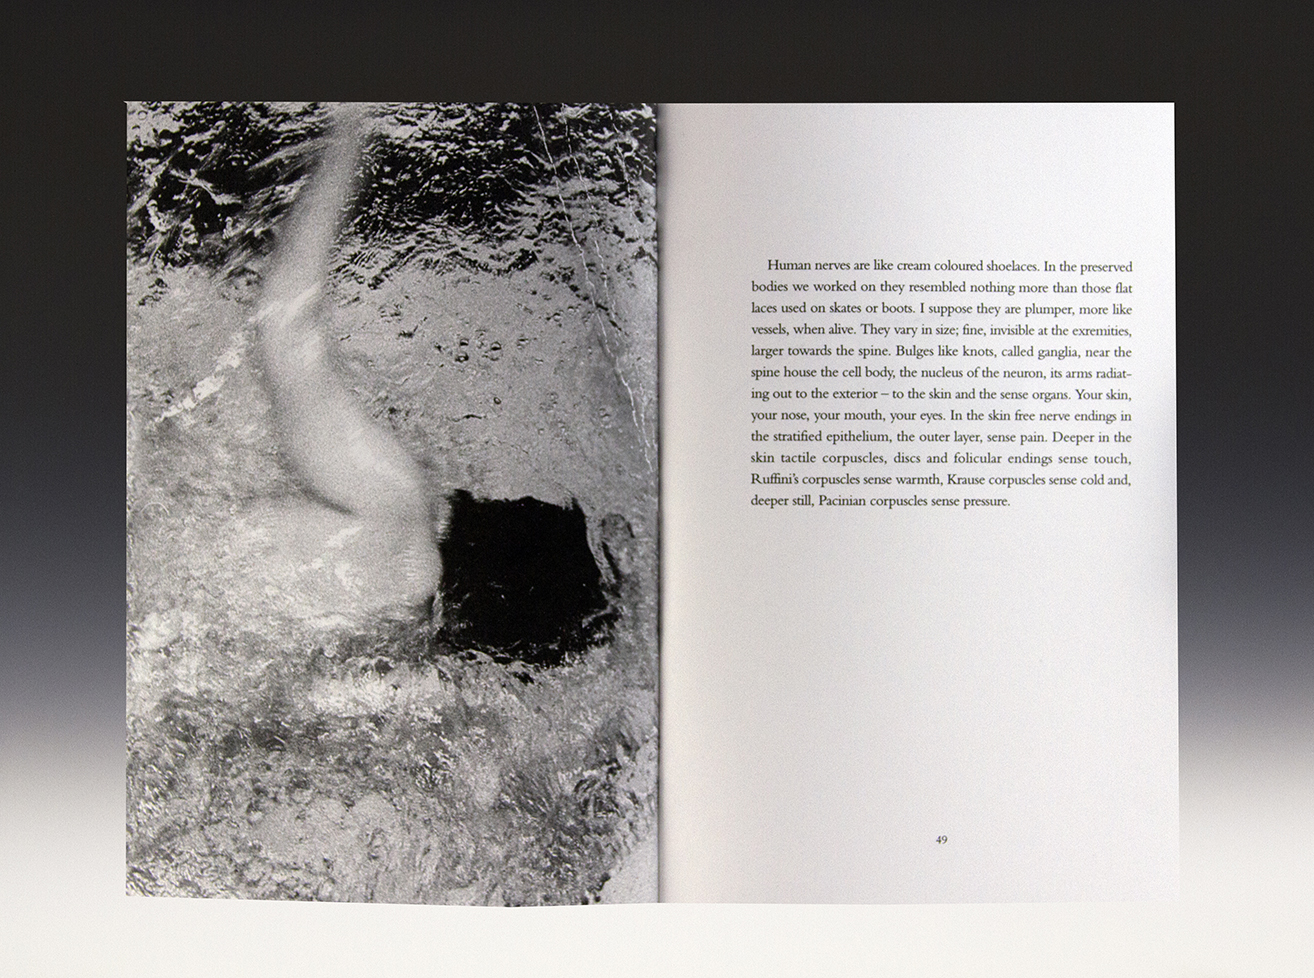 Human nerves are like cream coloured shoelaces. In the preserved
bodies we worked on they resembled nothing more than those flat
laces used on skates or boots. I suppose they are plumper, more like
vessels, when alive. They vary in size; fine, invisible at the exremities,
larger towards the spine. Bulges like knots, called ganglia, near the
spine house the cell body, the nucleus of the neuron, its arms radiat-
ing out to the exterior – to the skin and the sense organs. Your skin,
your nose, your mouth, your eyes. In the skin free nerve endings in
the stratified epithelium, the outer layer, sense pain. Deeper in the
skin tactile corpuscles, discs and folicular endings sense touch,
Ruffini's corpuscles sense warmth, Krause corpuscles sense cold and,
deeper still, Pacinian corpuscles sense pressure.
49